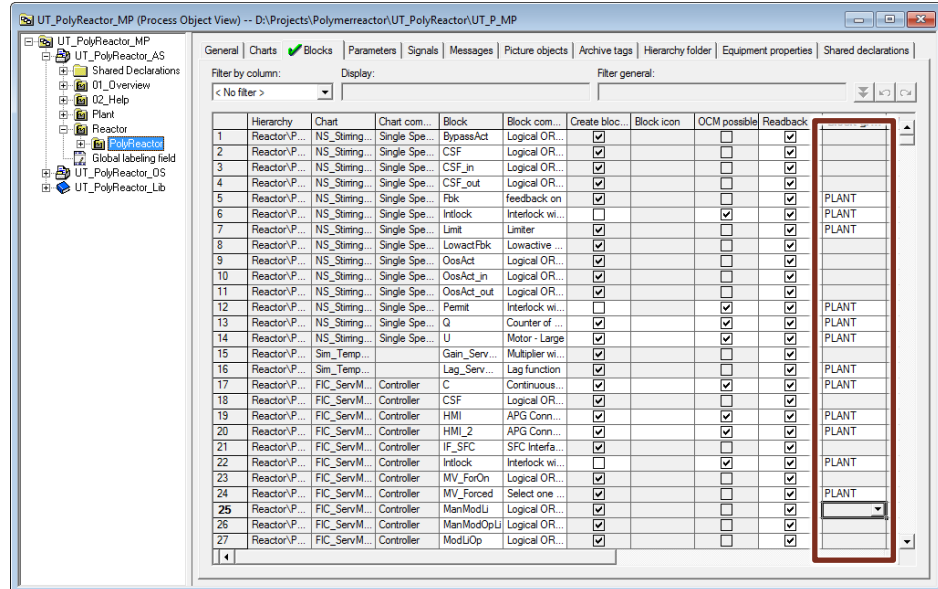 UT_PolyReactor_MP (Process Object View) -- D:\Projects\Polymerreactor\UT_PolyReactor\UT_P_MP
UT_PolyReactor_MP
UT_PolyReactor_AS
Shared Declarations
01_Overview
02_Help
Plant
Reactor
PolyReactor
Global labeling field
UT_PolyReactor_OS
UT_PolyReactor_Lib
General Charts Blocks Parameters Signals Messages Picture objects Archive tags Hierarchy folder Equipment properties Shared declarations
Filter by column: Display: Filter general:
< No filter >
Hierarchy Chart Chart com... Block Block com... Create bloc... Block icon OCM possible Readback
1 Reactor\P... NS_Stirring... Single Spe... BypassAct Logical OR...
2 Reactor\P... NS_Stirring... Single Spe... CSF Logical OR...
3 Reactor\P... NS_Stirring... Single Spe... CSF_in Logical OR...
4 Reactor\P... NS_Stirring... Single Spe... CSF_out Logical OR...
5 Reactor\P... NS_Stirring... Single Spe... Fbk feedback on PLANT
6 Reactor\P... NS_Stirring... Single Spe... Intlock Interlock wi... PLANT
7 Reactor\P... NS_Stirring... Single Spe... Limit Limiter PLANT
8 Reactor\P... NS_Stirring... Single Spe... LowactFbk Lowactive ...
9 Reactor\P... NS_Stirring... Single Spe... OosAct Logical OR...
10 Reactor\P... NS_Stirring... Single Spe... OosAct_in Logical OR...
11 Reactor\P... NS_Stirring... Single Spe... OosAct_out Logical OR...
12 Reactor\P... NS_Stirring... Single Spe... Permit Interlock wi... PLANT
13 Reactor\P... NS_Stirring... Single Spe... Q Counter of ... PLANT
14 Reactor\P... NS_Stirring... Single Spe... U Motor - Large PLANT
15 Reactor\P... Sim_Temp... Gain_Serv... Multiplier wi...
16 Reactor\P... Sim_Temp... Lag_Serv... Lag function PLANT
17 Reactor\P... FIC_ServM... Controller C Continuous... PLANT
18 Reactor\P... FIC_ServM... Controller CSF Logical OR...
19 Reactor\P... FIC_ServM... Controller HMI APG Conn... PLANT
20 Reactor\P... FIC_ServM... Controller HMI_2 APG Conn... PLANT
21 Reactor\P... FIC_ServM... Controller IF_SFC SFC Interfa...
22 Reactor\P... FIC_ServM... Controller Intlock Interlock wi... PLANT
23 Reactor\P... FIC_ServM... Controller MV_ForOn Logical OR...
24 Reactor\P... FIC_ServM... Controller MV_Forced Select one ... PLANT
25 Reactor\P... FIC_ServM... Controller ManModLi Logical OR...
26 Reactor\P... FIC_ServM... Controller ManModOpLi Logical OR...
27 Reactor\P... FIC_ServM... Controller ModLiOp Logical OR...